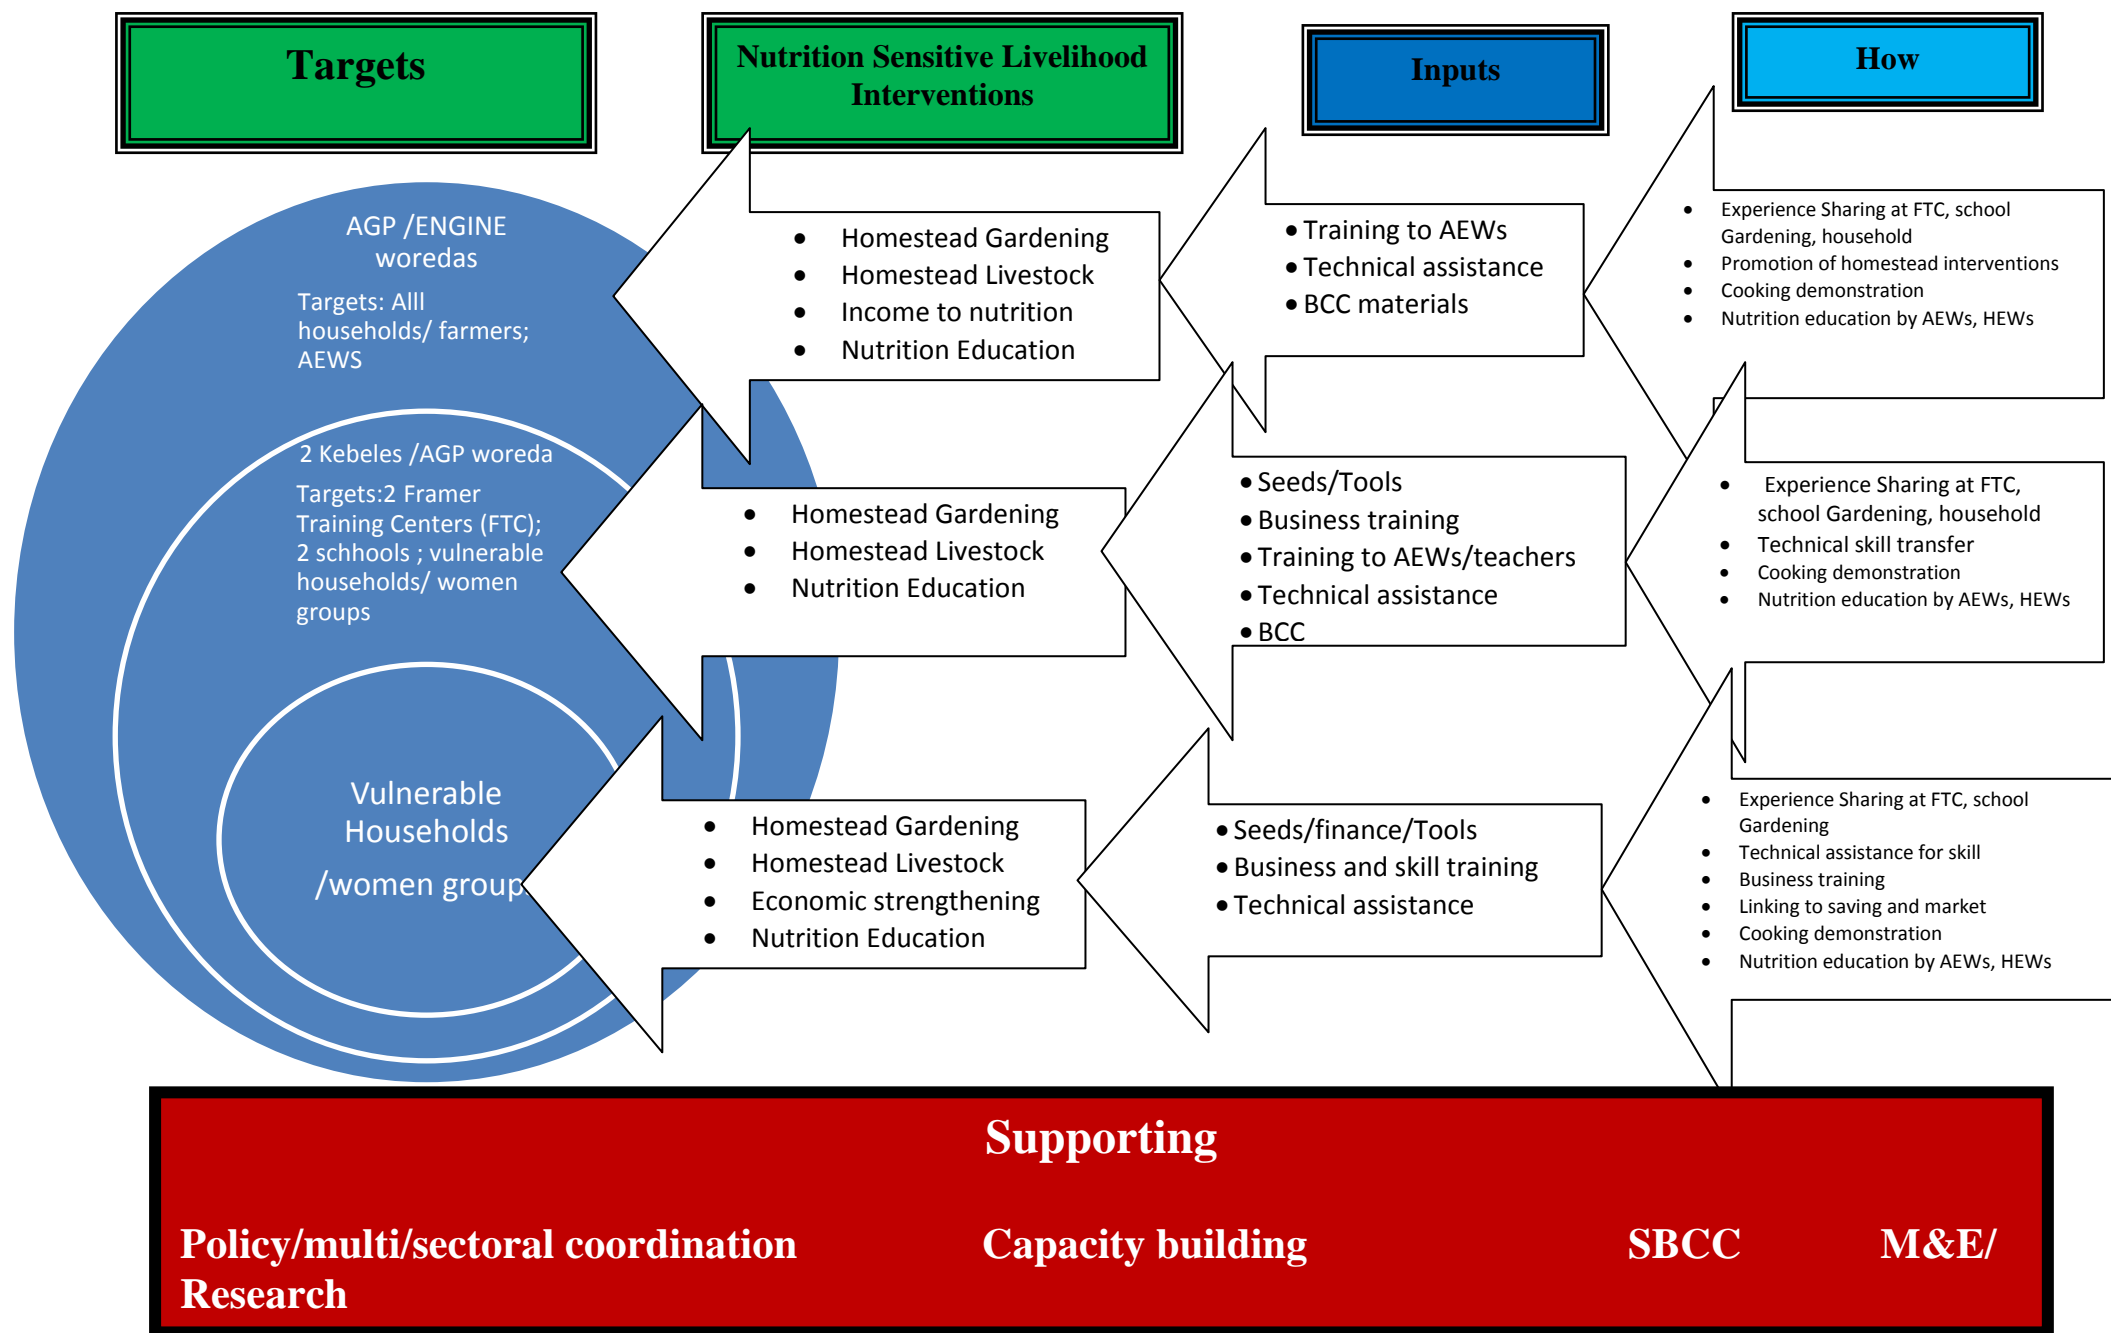 Targets
Nutrition Sensitive Livelihood
Interventions
Inputs
How
AGP /ENGINE
woredas
Targets: Alll
households/ farmers;
AEWS
• Homestead Gardening
• Homestead Livestock
• Income to nutrition
• Nutrition Education
• Training to AEWs
• Technical assistance
• BCC materials
• Experience Sharing at FTC, school
Gardening, household
• Promotion of homestead interventions
• Cooking demonstration
• Nutrition education by AEWs, HEWs
2 Kebeles /AGP woreda
Targets:2 Framer
Training Centers (FTC);
2 schhools ; vulnerable
households/ women
groups
• Homestead Gardening
• Homestead Livestock
• Nutrition Education
• Seeds/Tools
• Business training
• Training to AEWs/teachers
• Technical assistance
• BCC
• Experience Sharing at FTC,
school Gardening, household
• Technical skill transfer
• Cooking demonstration
• Nutrition education by AEWs, HEWs
Vulnerable
Households
/women group
• Homestead Gardening
• Homestead Livestock
• Economic strengthening
• Nutrition Education
• Seeds/finance/Tools
• Business and skill training
• Technical assistance
• Experience Sharing at FTC, school
Gardening
• Technical assistance for skill
• Business training
• Linking to saving and market
• Cooking demonstration
• Nutrition education by AEWs, HEWs
Supporting
Policy/multi/sectoral coordination Capacity building SBCC M&E/
Research